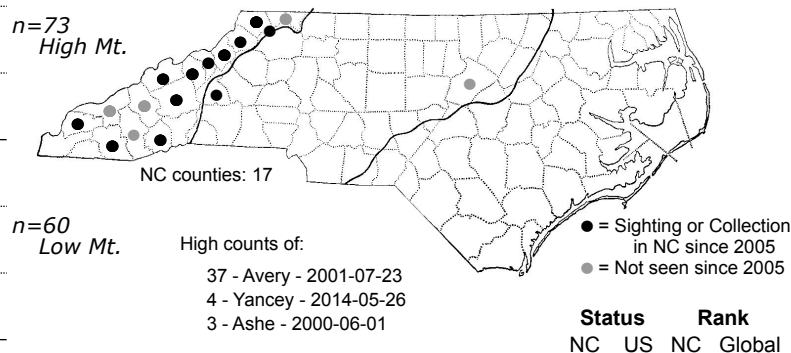 n=73
High Mt.
NC counties: 17
n=60
Low Mt.
High counts of:
37 - Avery - 2001-07-23
4 - Yancey - 2014-05-26
3 - Ashe - 2000-06-01
● = Sighting or Collection
in NC since 2005
● = Not seen since 2005
Status Rank
NC US NC Global